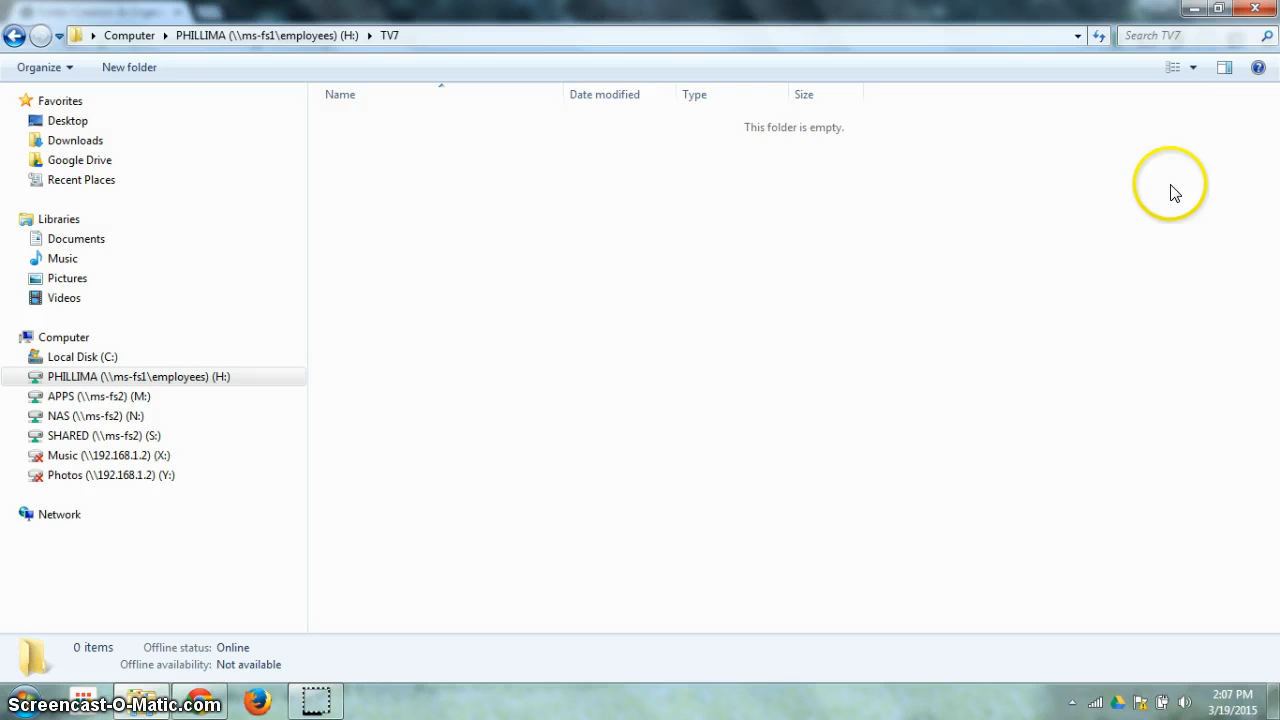 Computer ▸ PHILLIMA (\\ms-fs1\employees) (H:) ▸ TV7
Search TV7
Organize
New folder
Name
Date modified
Type
Size
This folder is empty.
Favorites
Desktop
Downloads
Google Drive
Recent Places
Libraries
Documents
Music
Pictures
Videos
Computer
Local Disk (C:)
PHILLIMA (\\ms-fs1\employees) (H:)
APPS (\\ms-fs2) (M:)
NAS (\\ms-fs2) (N:)
SHARED (\\ms-fs2) (S:)
Music (\\192.168.1.2) (X:)
Photos (\\192.168.1.2) (Y:)
Network
0 items
Offline status: Online
Offline availability: Not available
Screencast-O-Matic.com
2:07 PM
3/19/2015